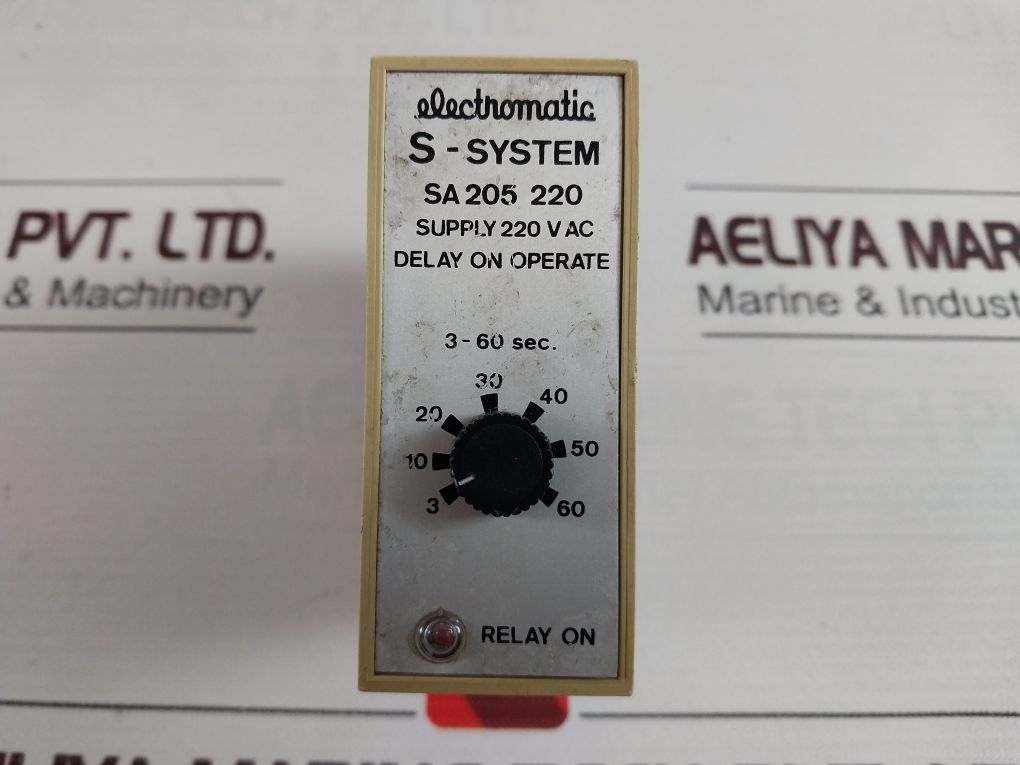 electromatic
S - SYSTEM
SA 205 220
SUPPLY 220 V AC
DELAY ON OPERATE
3 - 60 sec.
30
20
40
10
50
3
60
RELAY ON
PVT. LTD.
& Machinery
AELIYA MAR
Marine & Indust